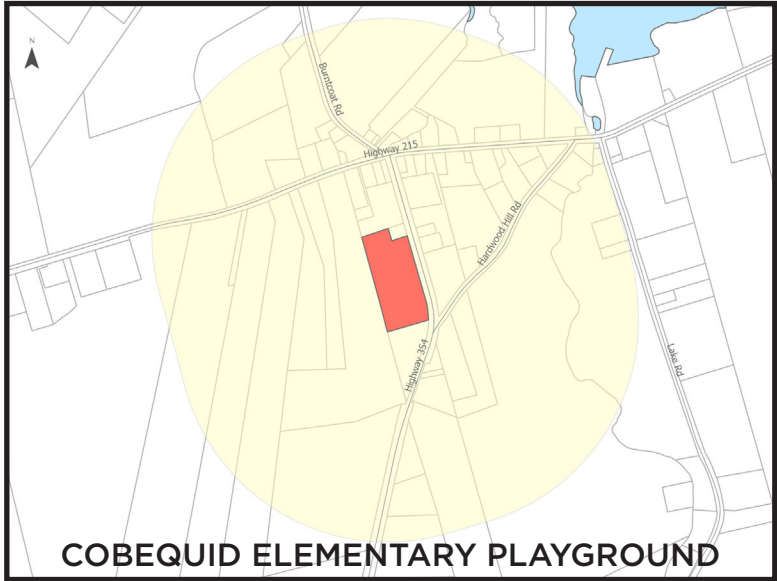 N
Burntcoat Rd
Highway 215
Hardwood Hill Rd
Highway 354
Lake Rd
COBEQUID ELEMENTARY PLAYGROUND